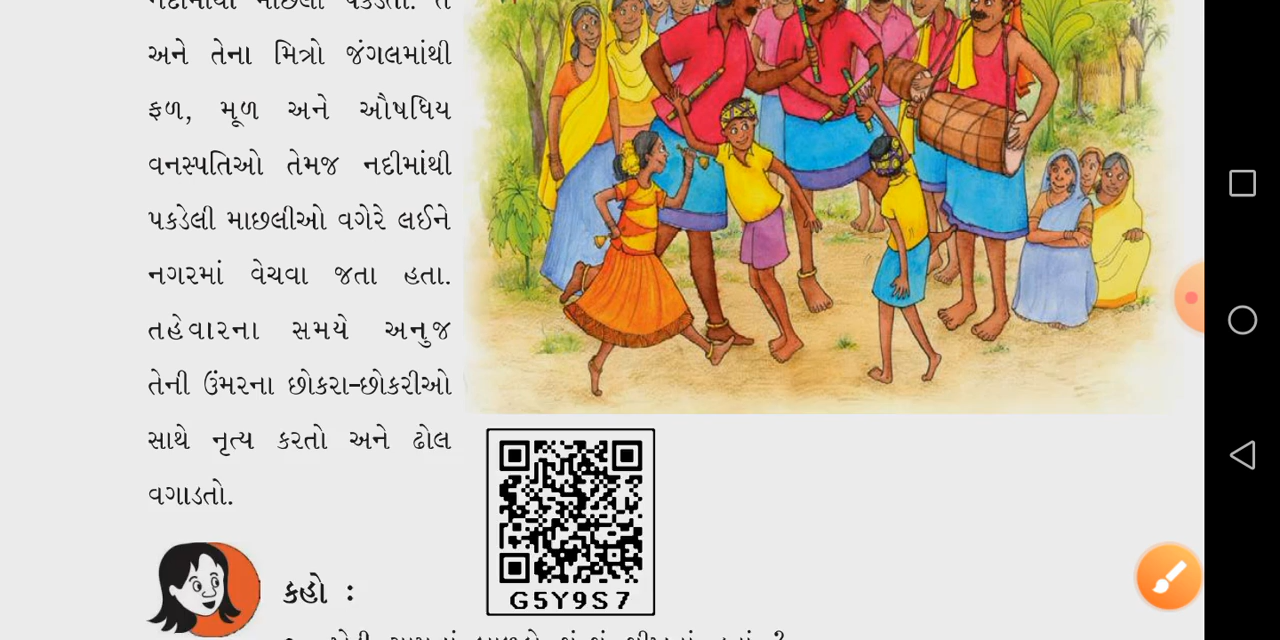 અને તેના મિત્રો જંગલમાંથી
ફળ, મૂળ અને ઔષધિય
વનસ્પતિઓ તેમજ નદીમાંથી
પકડેલી માછલીઓ વગેરે લઈને
નગરમાં વેચવા જતા હતા.
તહેવારના સમયે અનુજ
તેની ઉંમરના છોકરા-છોકરીઓ
સાથે નૃત્ય કરતો અને ઢોલ
વગાડતો.
G5Y9S7
કહો :